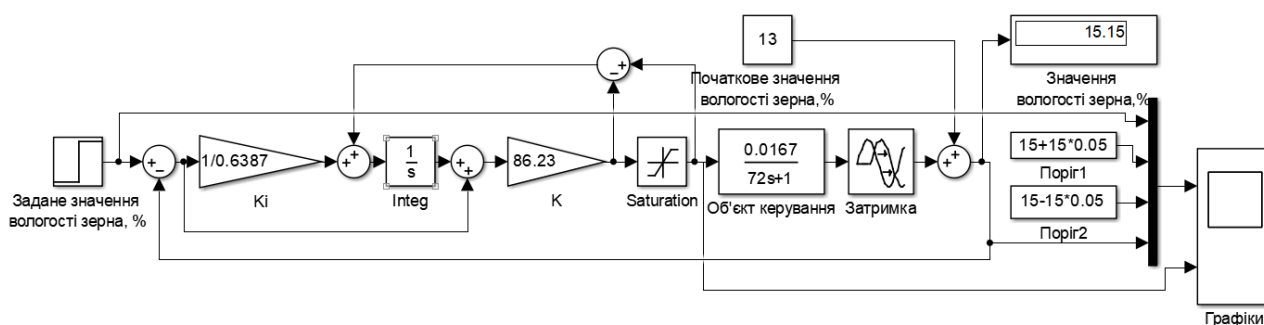 13
15.15
Початкове значення
вологості зерна,%
Значення
вологості зерна,%
1/0.6387
1
s
86.23
0.0167
72s+1
15+15*0.05
Поріг1
15-15*0.05
Поріг2
Задане значення
вологості зерна, %
Ki
Integ
K
Saturation
Об'єкт керування
Затримка
Графіки